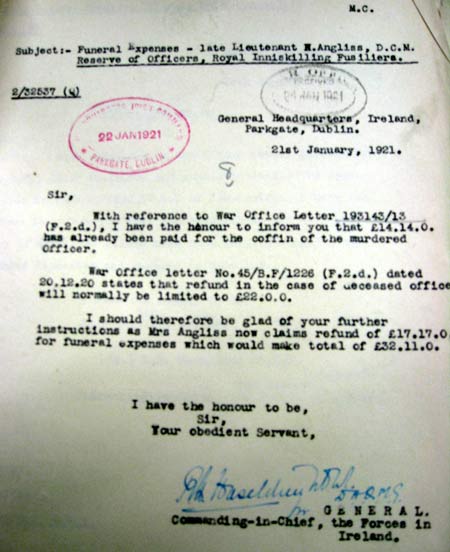 M.C.
Subject:- Funeral Expenses - late Lieutenant H.Angliss, D.C.M.
Reserve of Officers, Royal Inniskilling Fusiliers.
2/32537 (4)
JAN 1921
General Headquarters, Ireland,
Parkgate, Dublin.
22 JAN 1921
PARKGATE, DUBLIN
21st January, 1921.
8
Sir,
With reference to War Office Letter 193143/13
(F.2.d.), I have the honour to inform you that £14.14.0.
has already been paid for the coffin of the murdered
Officer.
War Office letter No.45/B.F/1226 (F.2.d.) dated
20.12.20 states that refund in the case of deceased office
will normally be limited to £22.0.0.
I should therefore be glad of your further
instructions as Mrs Angliss now claims refund of £17.17.0
for funeral expenses which would make total of £32.11.0.
I have the honour to be,
Sir,
Your obedient Servant,
for GENERAL.
Commanding-in-Chief, the Forces in
Ireland.